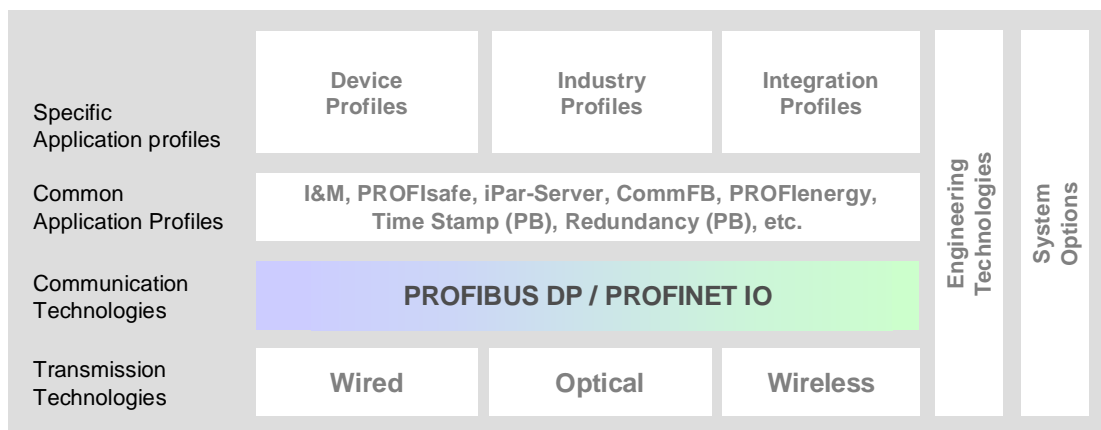 Specific
Application profiles
Device
Profiles
Industry
Profiles
Integration
Profiles
Common
Application Profiles
I&M, PROFIsafe, iPar-Server, CommFB, PROFIenergy,
Time Stamp (PB), Redundancy (PB), etc.
Communication
Technologies
PROFIBUS DP / PROFINET IO
Transmission
Technologies
Wired
Optical
Wireless
Engineering
Technologies
System
Options